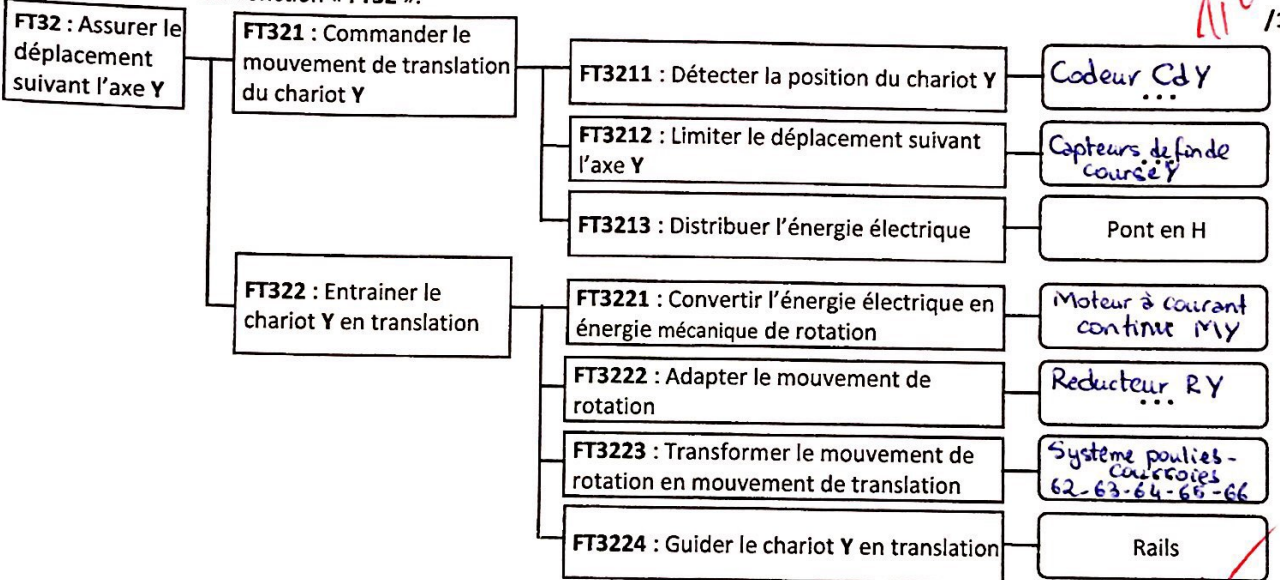 FT32 : Assurer le
déplacement
suivant l'axe Y
FT321 : Commander le
mouvement de translation
du chariot Y
FT3211 : Détecter la position du chariot Y
Codeur CdY
...
FT3212 : Limiter le déplacement suivant
l'axe Y
Capteurs de fin de
course Y
FT3213 : Distribuer l'énergie électrique
Pont en H
FT322 : Entrainer le
chariot Y en translation
FT3221 : Convertir l'énergie électrique en
énergie mécanique de rotation
Moteur à courant
continu MY
FT3222 : Adapter le mouvement de
rotation
Reducteur RY
...
FT3223 : Transformer le mouvement de
rotation en mouvement de translation
Système poulies-
courroies
62-63-64-65-66
FT3224 : Guider le chariot Y en translation
Rails